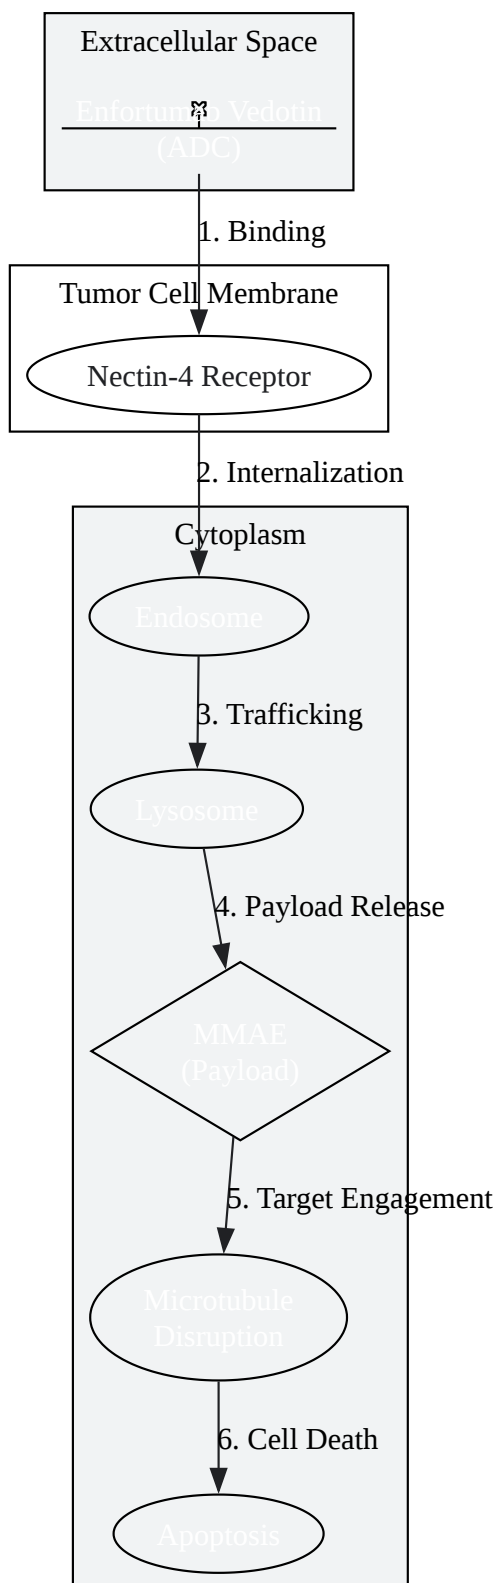 Extracellular Space
Enfortumab Vedotin
(ADC)
1. Binding
Tumor Cell Membrane
Nectin-4 Receptor
2. Internalization
Cytoplasm
Endosome
3. Trafficking
Lysosome
4. Payload Release
MMAE
(Payload)
5. Target Engagement
Microtubule
Disruption
6. Cell Death
Apoptosis